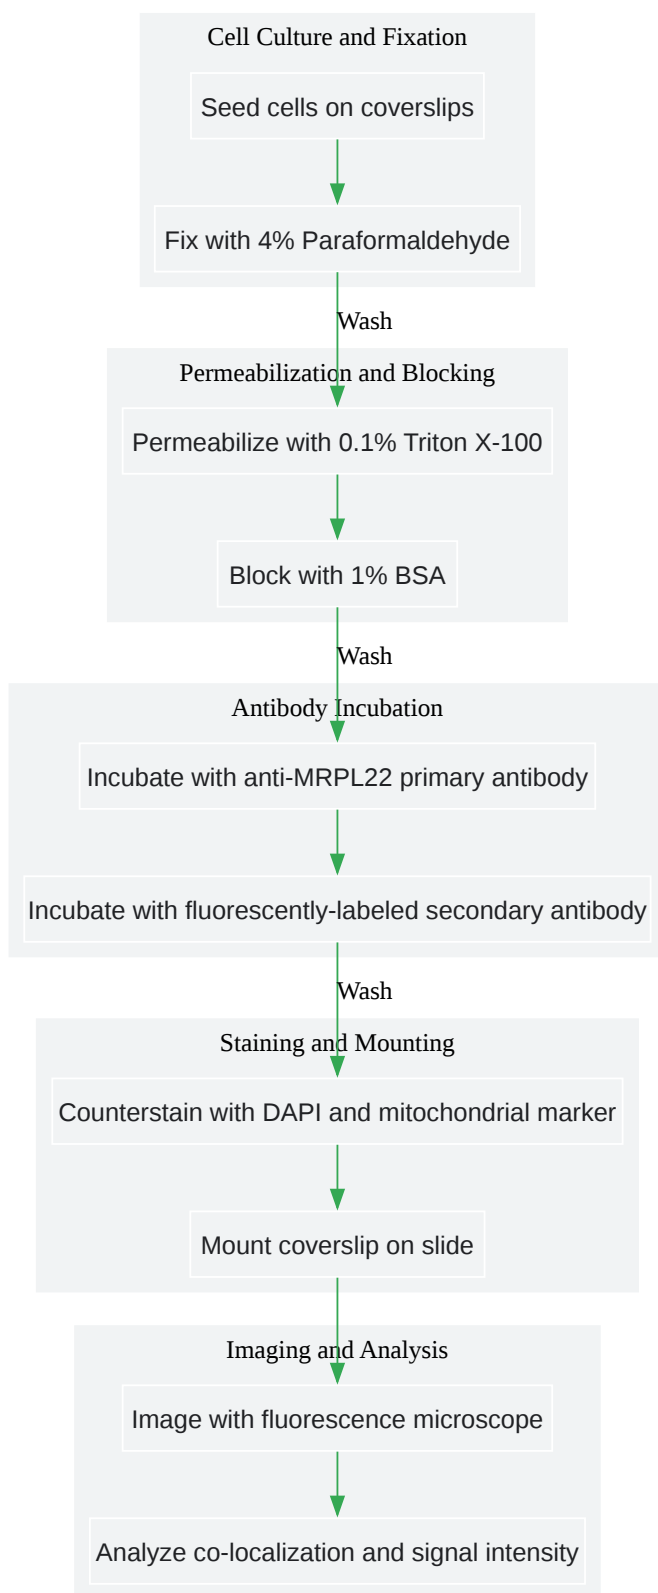 Cell Culture and Fixation
Seed cells on coverslips
Fix with 4% Paraformaldehyde
Wash
Permeabilization and Blocking
Permeabilize with 0.1% Triton X-100
Block with 1% BSA
Wash
Antibody Incubation
Incubate with anti-MRPL22 primary antibody
Incubate with fluorescently-labeled secondary antibody
Wash
Staining and Mounting
Counterstain with DAPI and mitochondrial marker
Mount coverslip on slide
Imaging and Analysis
Image with fluorescence microscope
Analyze co-localization and signal intensity